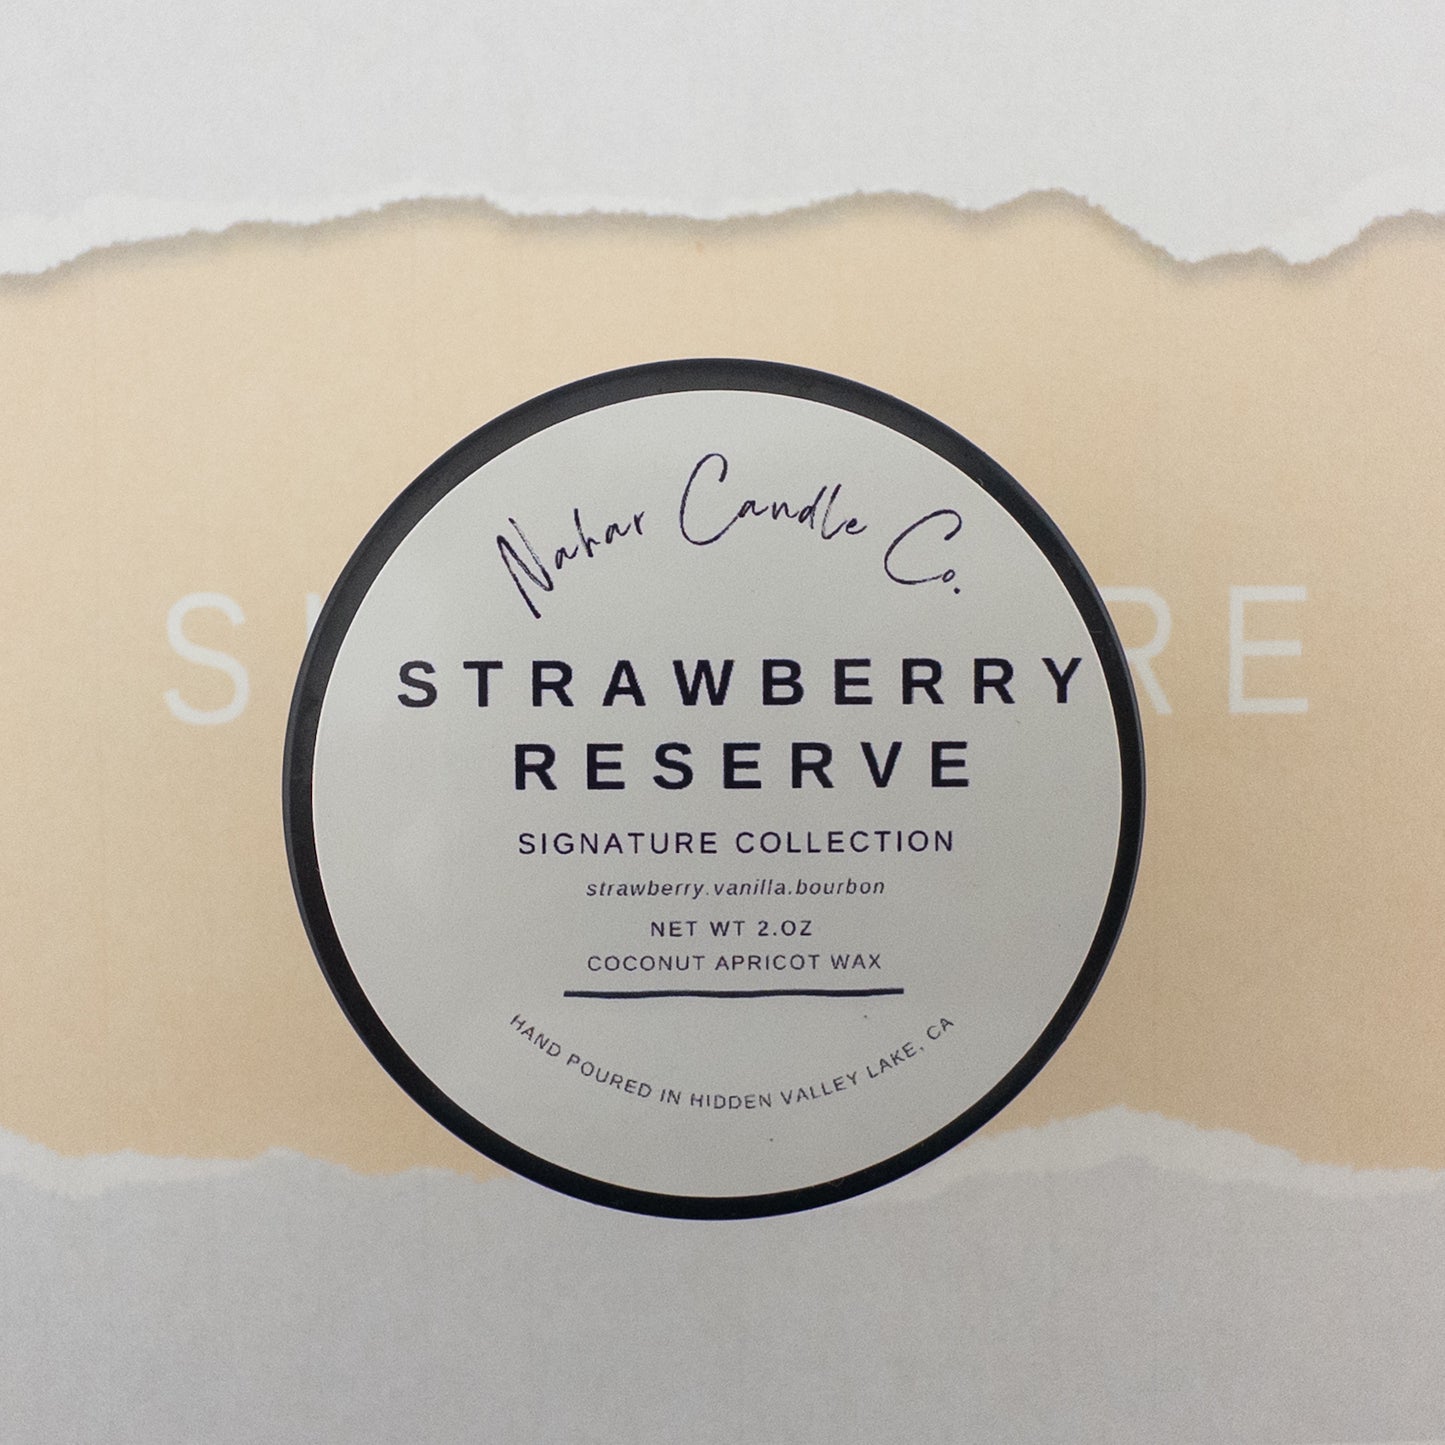 Nahar Candle Co.
STRAWBERRY
RESERVE
SIGNATURE COLLECTION
strawberry.vanilla.bourbon
NET WT 2.OZ
COCONUT APRICOT WAX
HAND POURED IN HIDDEN VALLEY LAKE, CA